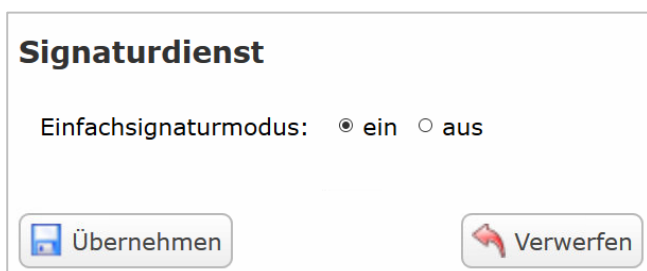 Signaturdienst
Einfachsignaturmodus: ein aus
Übernehmen Verwerfen